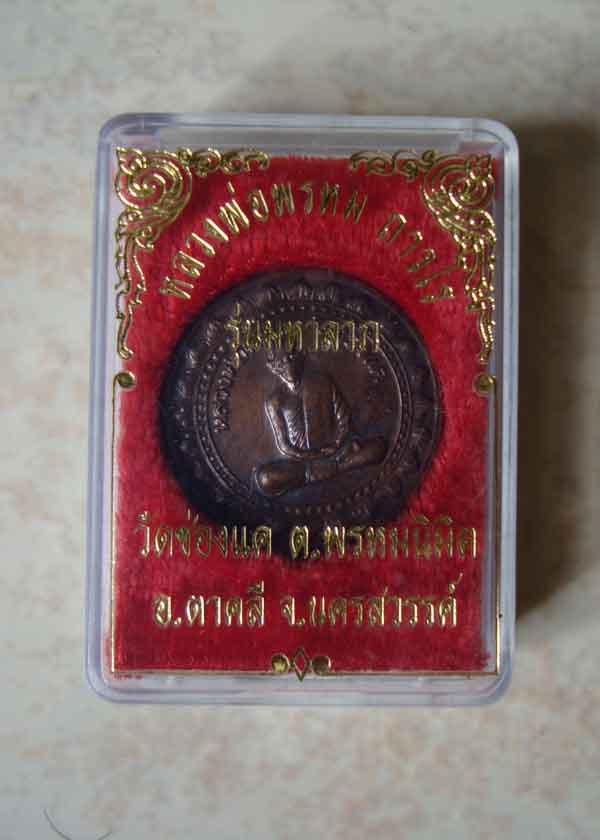 หลวงพ่อพรหม ถาวโร
รุ่นมหาลาภ
วัดช่องแค ต.พรหมนิมิต
อ.ตาคลี จ.นครสวรรค์